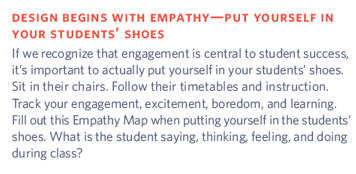 DESIGN BEGINS WITH EMPATHY—PUT YOURSELF IN
YOUR STUDENTS' SHOES
If we recognize that engagement is central to student success,
it's important to actually put yourself in your students' shoes.
Sit in their chairs. Follow their timetables and instruction.
Track your engagement, excitement, boredom, and learning.
Fill out this Empathy Map when putting yourself in the students'
shoes. What is the student saying, thinking, feeling, and doing
during class?